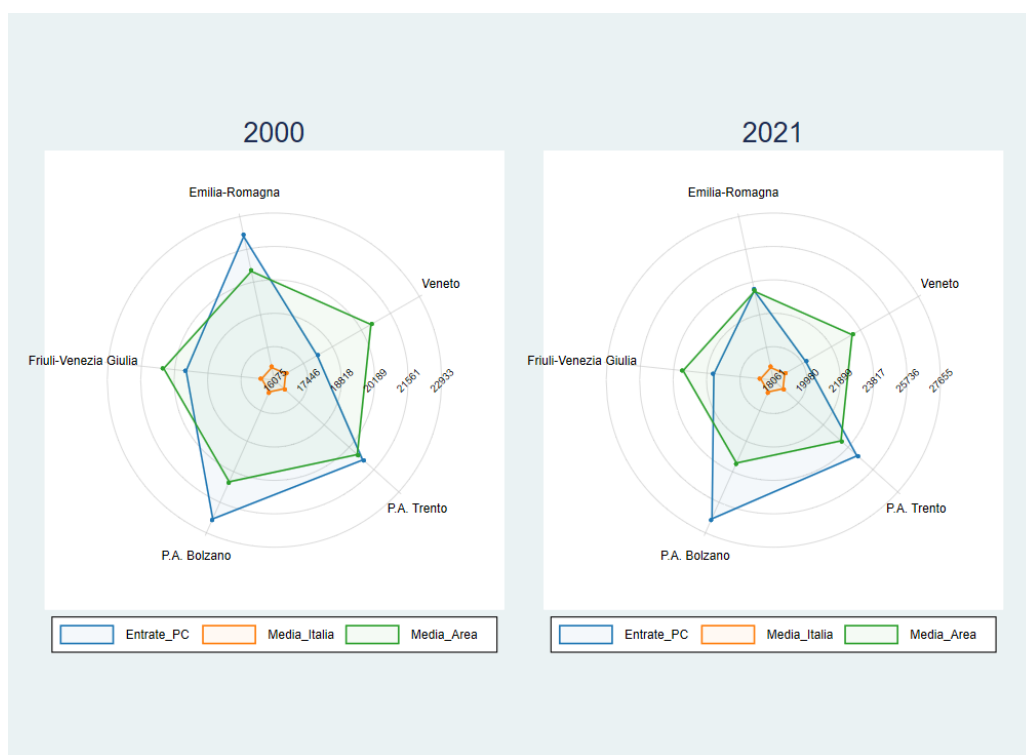 2000
Emilia-Romagna
Veneto
Friuli-Venezia Giulia
16075
17446
18818
20189
21561
22933
P.A. Trento
P.A. Bolzano
Entrate_PC Media_Italia Media_Area
2021
Emilia-Romagna
Veneto
Friuli-Venezia Giulia
18061
19980
21899
23817
25736
27655
P.A. Trento
P.A. Bolzano
Entrate_PC Media_Italia Media_Area